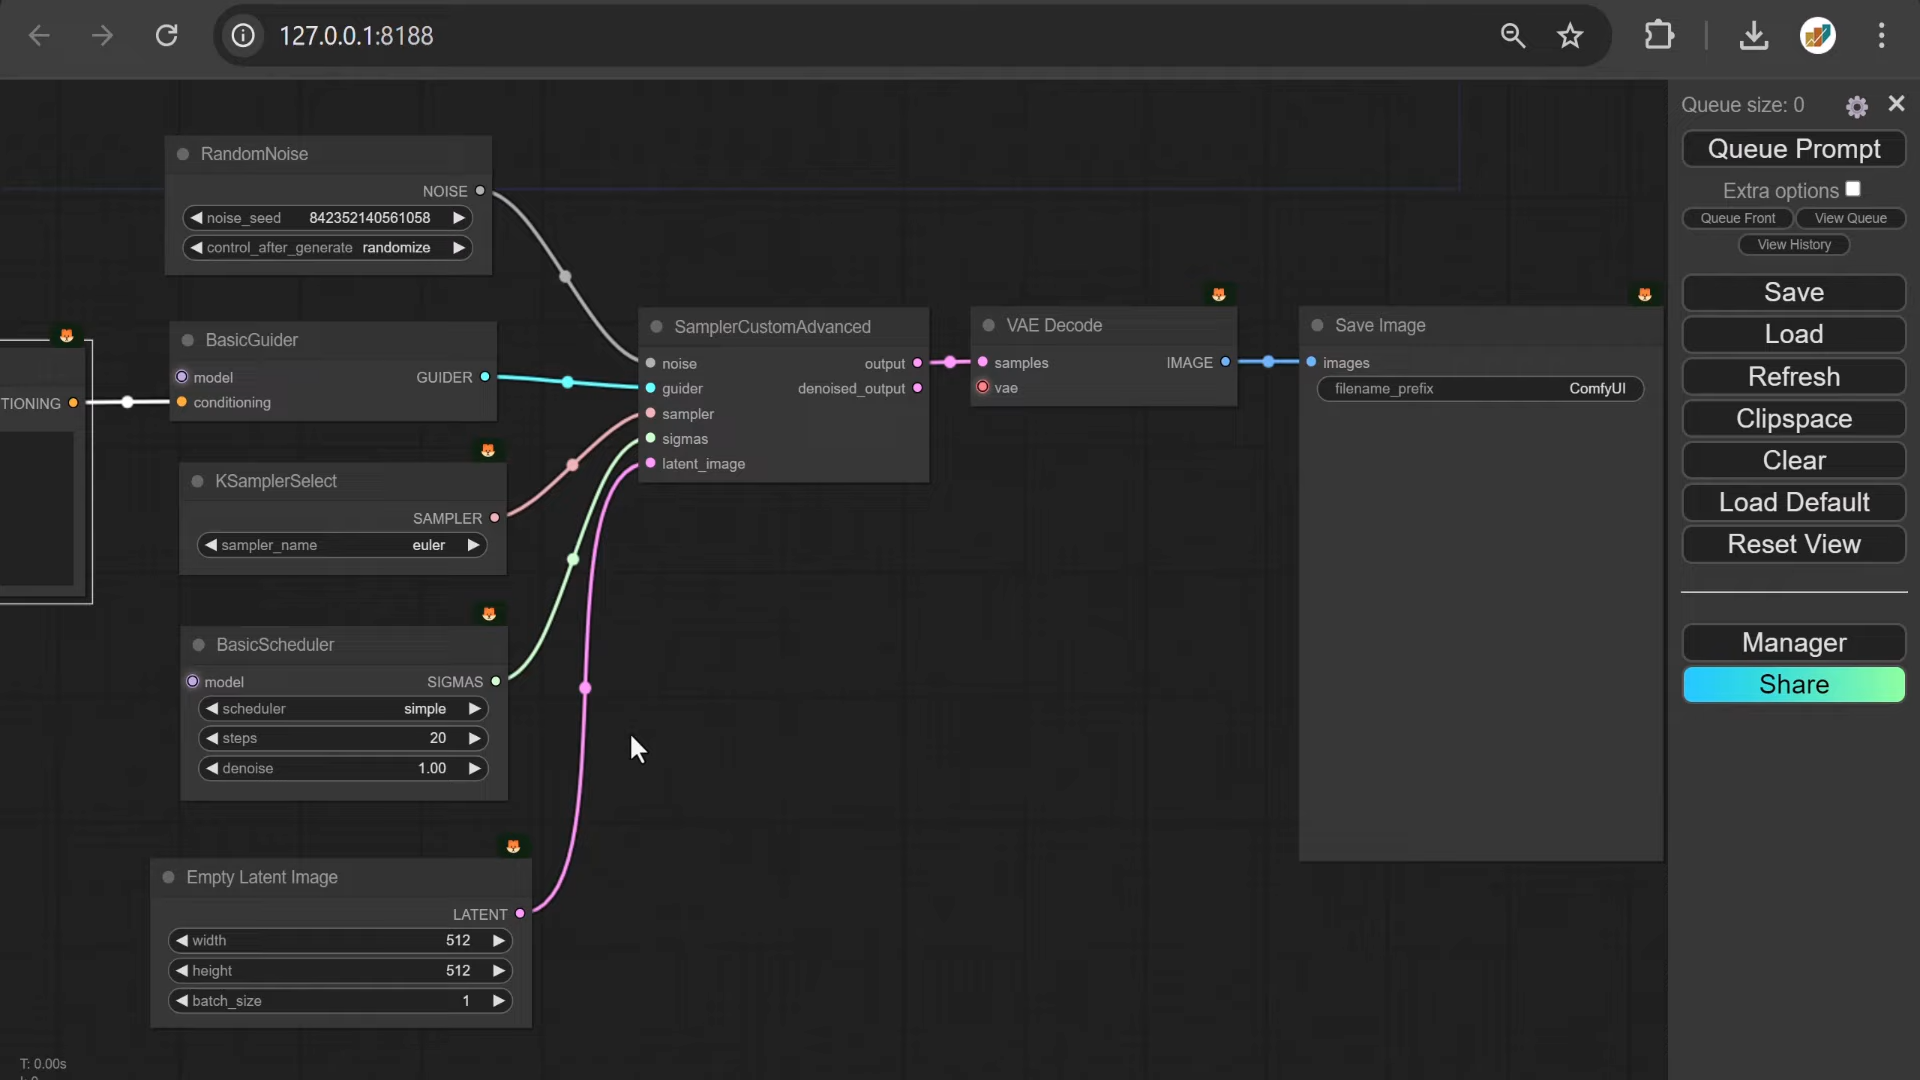 127.0.0.1:8188
Queue size: 0
Queue Prompt
Extra options
Queue Front
View Queue
View History
Save
Load
Refresh
Clipspace
Clear
Load Default
Reset View
Manager
Share
RandomNoise
NOISE
noise_seed 842352140561058
control_after_generate randomize
TIONING
BasicGuider
model GUIDER
conditioning
KSamplerSelect
SAMPLER
sampler_name euler
BasicScheduler
model SIGMAS
scheduler simple
steps 20
denoise 1.00
Empty Latent Image
LATENT
width 512
height 512
batch_size 1
SamplerCustomAdvanced
noise output
guider denoised_output
sampler
sigmas
latent_image
VAE Decode
samples IMAGE
vae
Save Image
images
filename_prefix ComfyUI
T: 0.00s